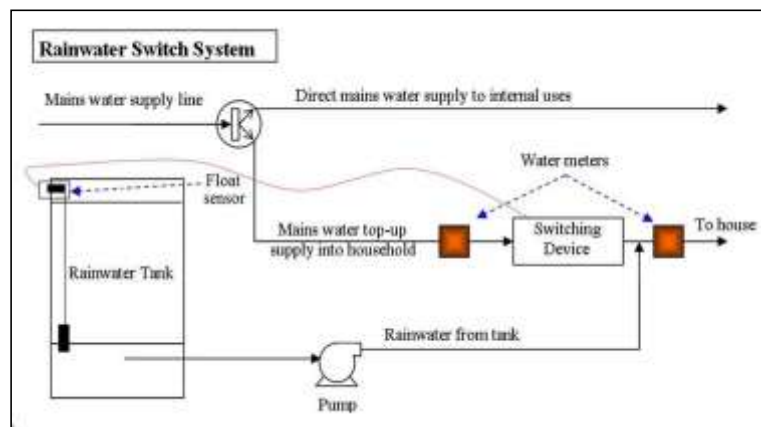 Rainwater Switch System
Mains water supply line
Direct mains water supply to internal uses
Water meters
Float
sensor
Mains water top-up
supply into household
Switching
Device
To house
Rainwater Tank
Rainwater from tank
Pump